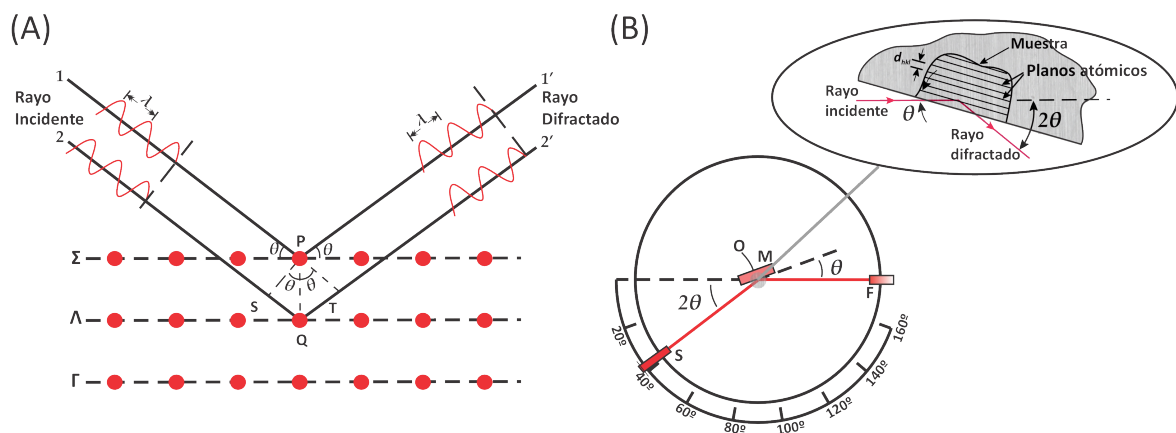 (A)
1
Rayo
Incidente
2
λ
λ
1′
Rayo
Difractado
2′
P
θ
θ
Σ
θ
θ
S
T
Λ
Q
Γ
(B)
d hkl
Muestra
Planos atómicos
Rayo
incidente
θ
2θ
Rayo
difractado
O
M
θ
F
2θ
S
20º
40º
60º
80º
100º
120º
140º
160º